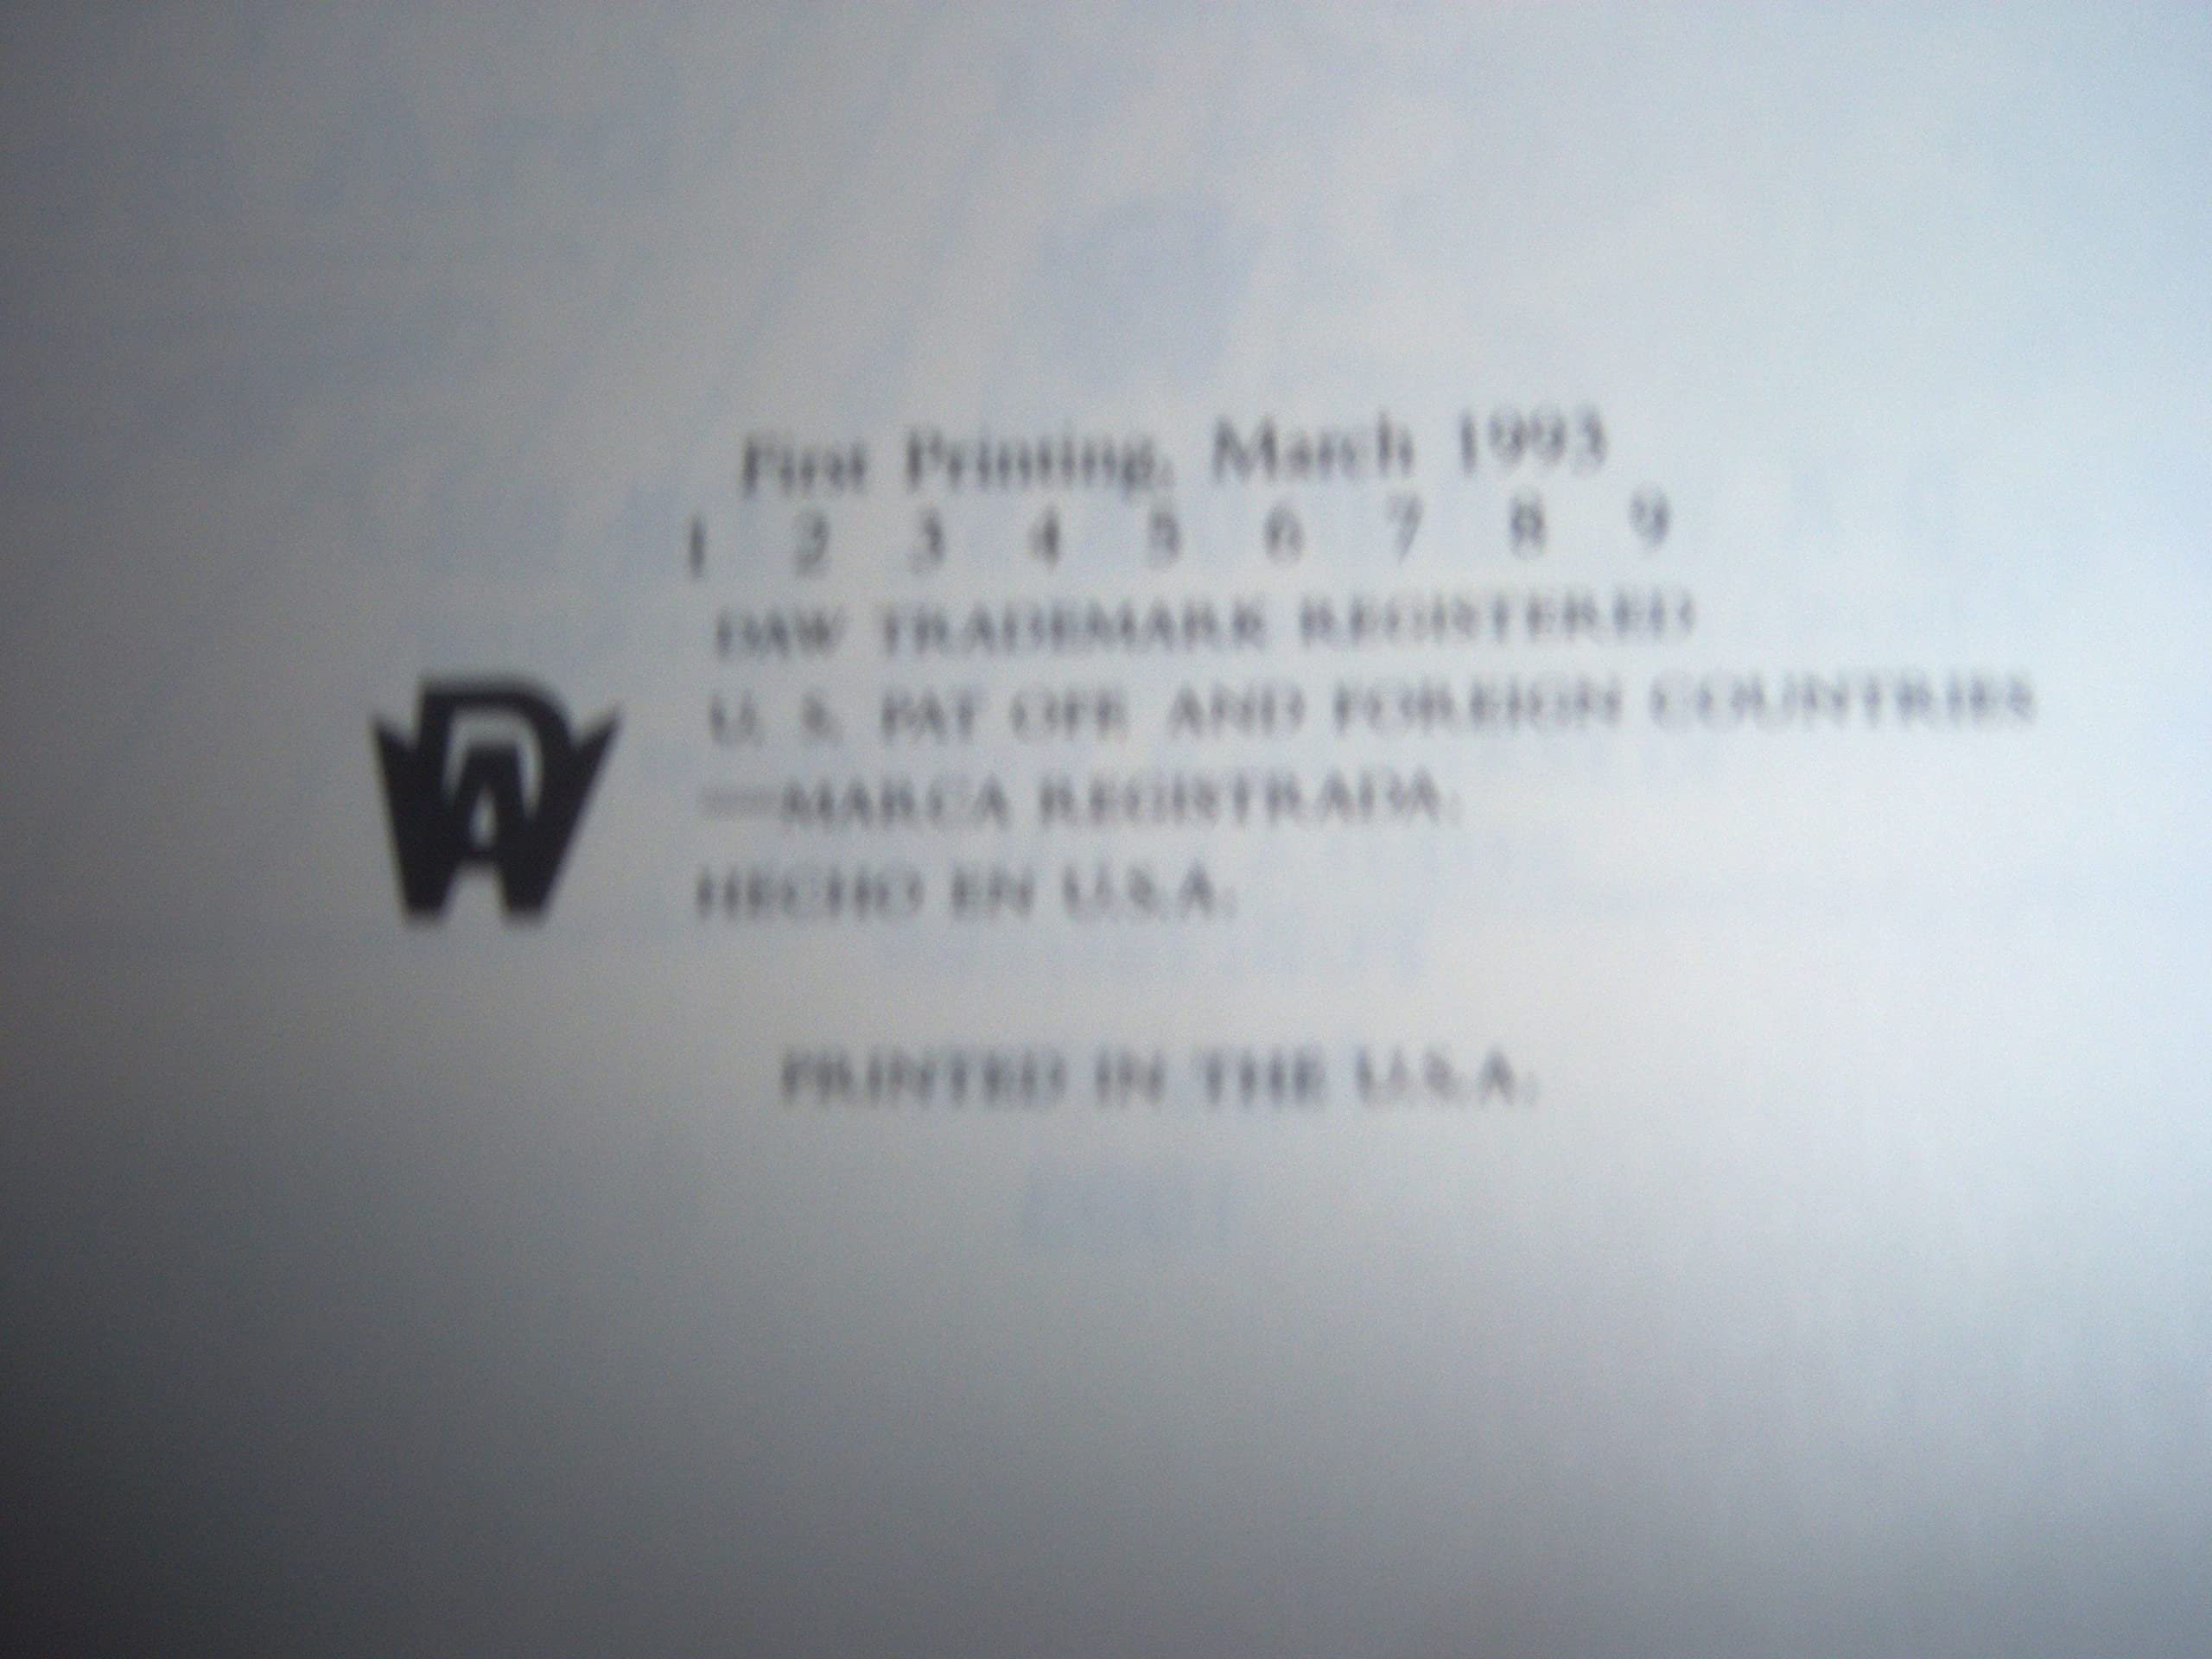 First Printing, March 1993
1 2 3 4 5 6 7 8 9
DAW TRADEMARK REGISTERED
U. S. PAT OFF. AND FOREIGN COUNTRIES
—MARCA REGISTRADA.
HECHO EN U.S.A.
DAW
PRINTED IN THE U.S.A.